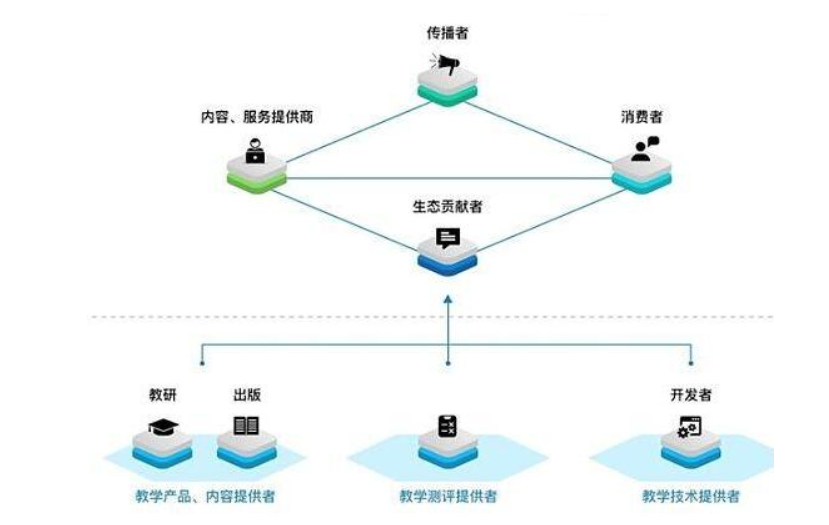 传播者
内容、服务提供商
消费者
生态贡献者
教研
出版
开发者
教学产品、内容提供者
教学测评提供者
教学技术提供者